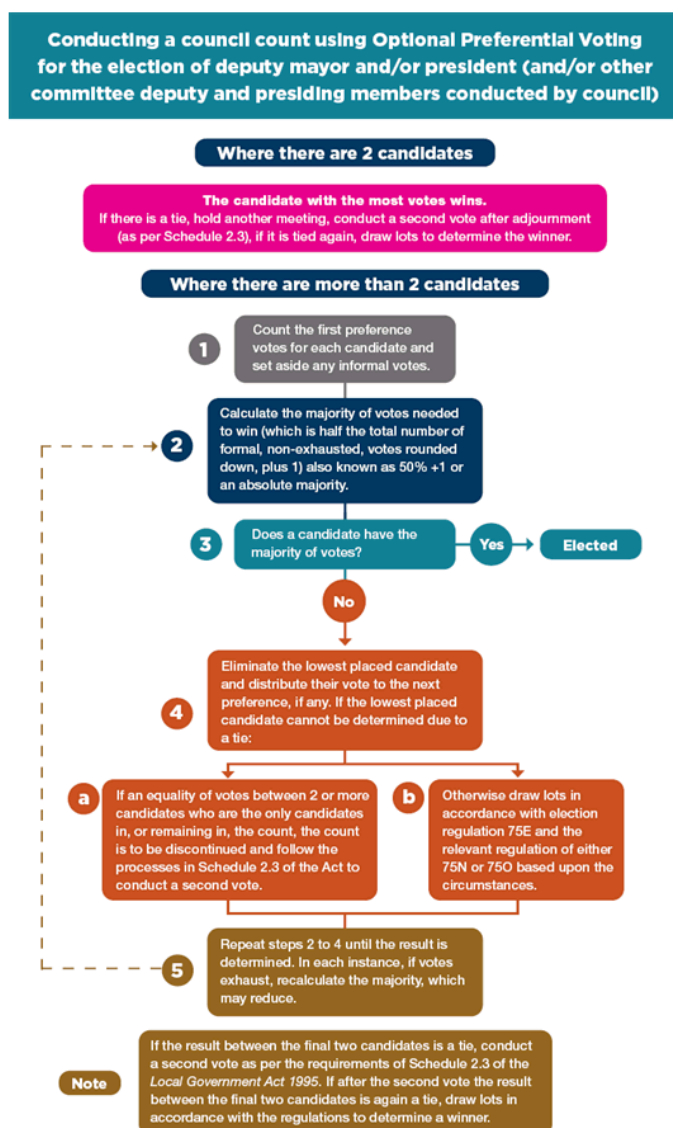 Conducting a council count using Optional Preferential Voting
for the election of deputy mayor and/or president (and/or other
committee deputy and presiding members conducted by council)
Where there are 2 candidates
The candidate with the most votes wins.
If there is a tie, hold another meeting, conduct a second vote after adjournment
(as per Schedule 2.3), if it is tied again, draw lots to determine the winner.
Where there are more than 2 candidates
1
Count the first preference
votes for each candidate and
set aside any informal votes.
2
Calculate the majority of votes needed
to win (which is half the total number of
formal, non-exhausted, votes rounded
down, plus 1) also known as 50% +1 or
an absolute majority.
3
Does a candidate have the
majority of votes?
Yes
Elected
No
4
Eliminate the lowest placed candidate
and distribute their vote to the next
preference, if any. If the lowest placed
candidate cannot be determined due to
a tie:
a
If an equality of votes between 2 or more
candidates who are the only candidates
in, or remaining in, the count, the count
is to be discontinued and follow the
processes in Schedule 2.3 of the Act to
conduct a second vote.
b
Otherwise draw lots in
accordance with election
regulation 75E and the
relevant regulation of either
75N or 75O based upon the
circumstances.
5
Repeat steps 2 to 4 until the result is
determined. In each instance, if votes
exhaust, recalculate the majority, which
may reduce.
Note
If the result between the final two candidates is a tie, conduct
a second vote as per the requirements of Schedule 2.3 of the
Local Government Act 1995. If after the second vote the result
between the final two candidates is again a tie, draw lots in
accordance with the regulations to determine a winner.